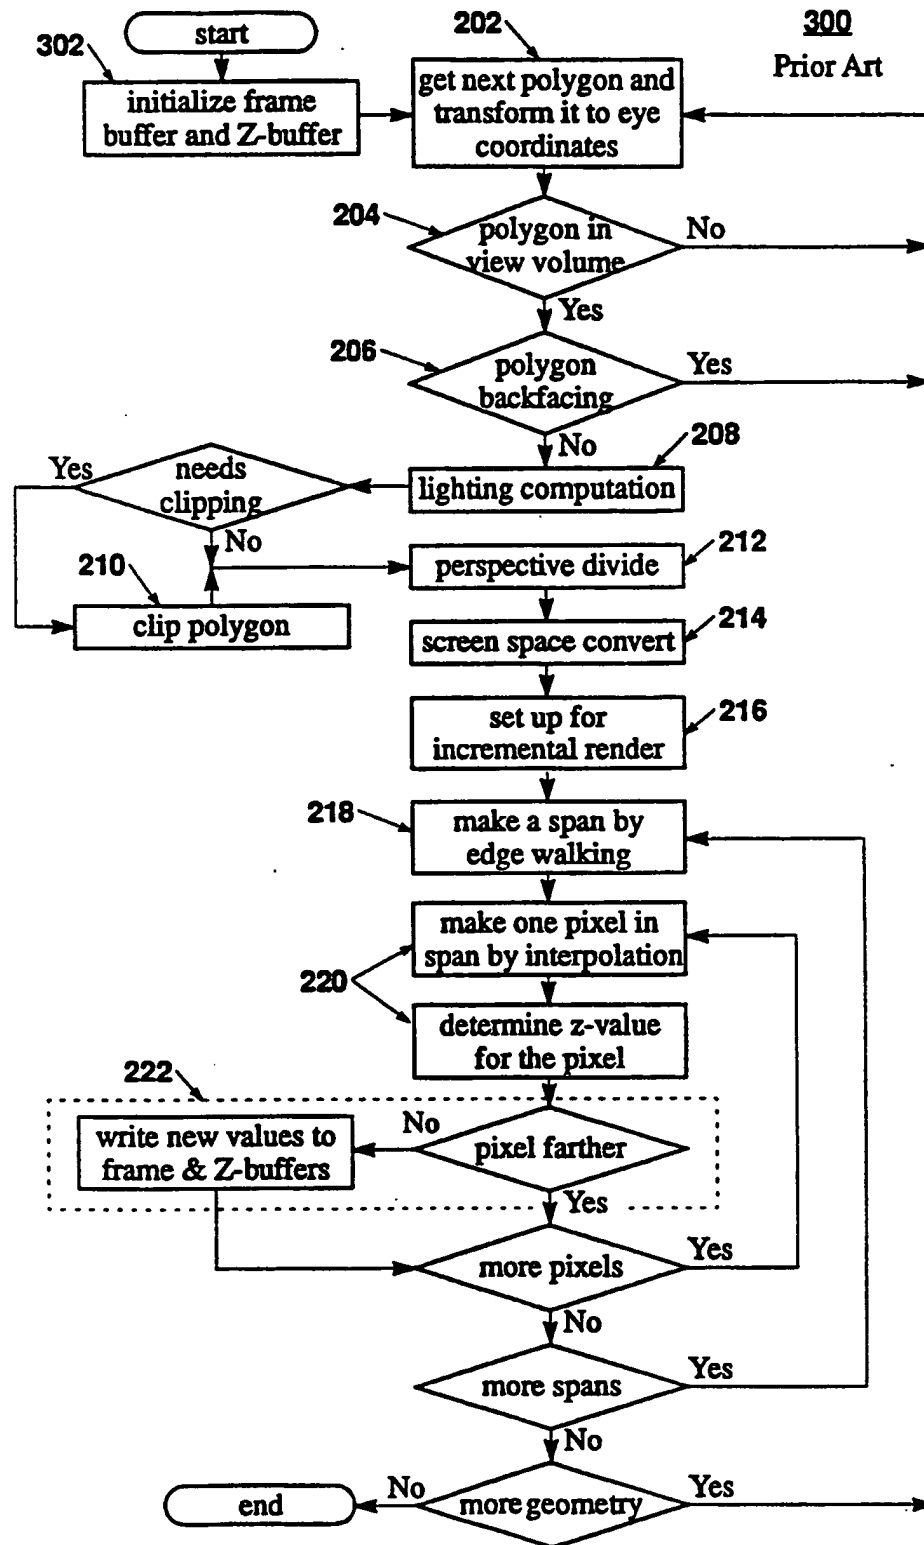 start
302
202
300
Prior Art
initialize frame
buffer and Z-buffer
get next polygon and
transform it to eye
coordinates
204
polygon in
view volume
No
Yes
206
polygon
backfacing
Yes
No
208
Yes
needs
clipping
lighting computation
No
210
212
perspective divide
clip polygon
214
screen space convert
216
set up for
incremental render
218
make a span by
edge walking
make one pixel in
span by interpolation
220
determine z-value
for the pixel
222
No
write new values to
frame & Z-buffers
pixel farther
Yes
more pixels
Yes
No
more spans
Yes
No
end
No
more geometry
Yes